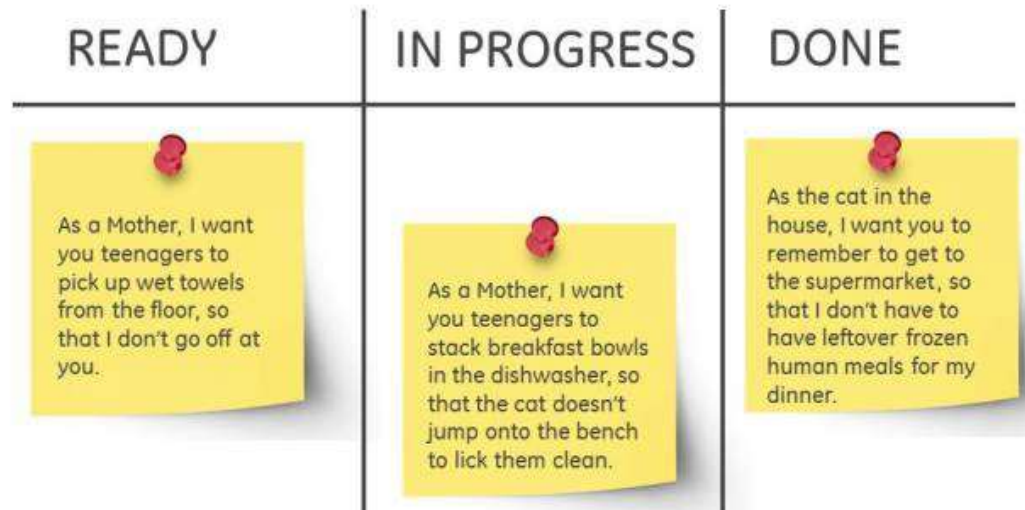 READY
As a Mother, I want
you teenagers to
pick up wet towels
from the floor, so
that I don't go off at
you.
IN PROGRESS
As a Mother, I want
you teenagers to
stack breakfast bowls
in the dishwasher, so
that the cat doesn't
jump onto the bench
to lick them clean.
DONE
As the cat in the
house, I want you to
remember to get to
the supermarket, so
that I don't have to
have leftover frozen
human meals for my
dinner.